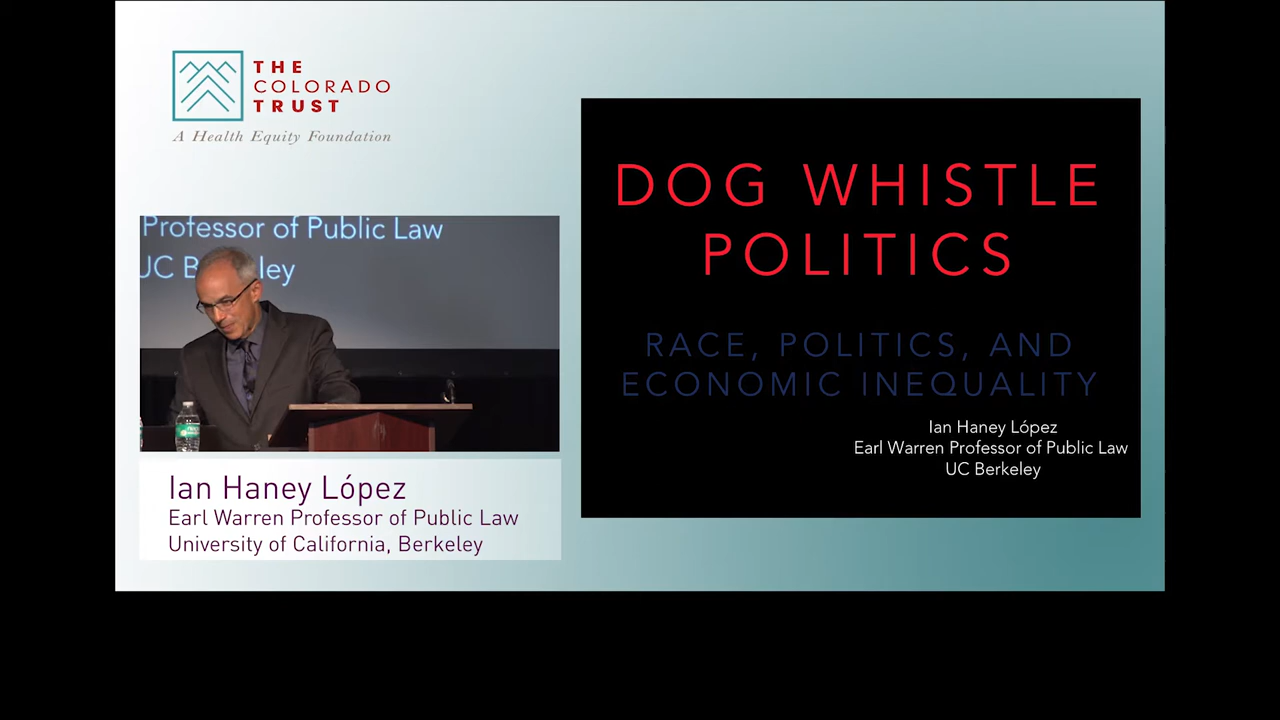 THE
COLORADO
TRUST
A Health Equity Foundation
Professor of Public Law
UC Berkeley
Ian Haney López
Earl Warren Professor of Public Law
University of California, Berkeley
DOG WHISTLE
POLITICS
RACE, POLITICS, AND
ECONOMIC INEQUALITY
Ian Haney López
Earl Warren Professor of Public Law
UC Berkeley